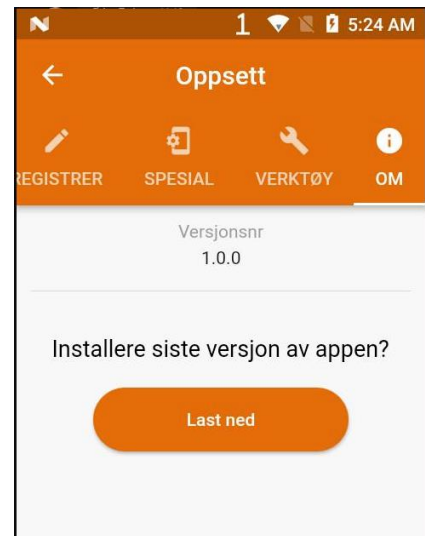 1 5:24 AM
Oppsett
EGISTRER SPESIAL VERKTØY OM
Versjonsnr
1.0.0
Installere siste versjon av appen?
Last ned